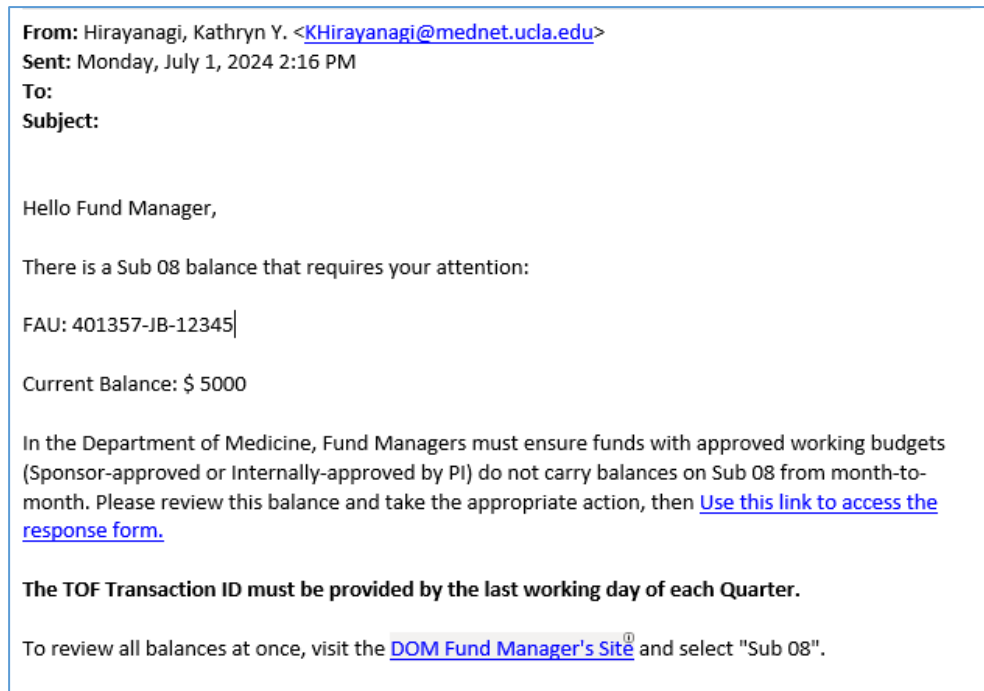 From: Hirayanagi, Kathryn Y. <KHirayanagi@mednet.ucla.edu>
Sent: Monday, July 1, 2024 2:16 PM
To:
Subject:
Hello Fund Manager,
There is a Sub 08 balance that requires your attention:
FAU: 401357-JB-12345
Current Balance: $ 5000
In the Department of Medicine, Fund Managers must ensure funds with approved working budgets
(Sponsor-approved or Internally-approved by PI) do not carry balances on Sub 08 from month-to-
month. Please review this balance and take the appropriate action, then Use this link to access the
response form.
The TOF Transaction ID must be provided by the last working day of each Quarter.
To review all balances at once, visit the DOM Fund Manager's Site and select "Sub 08".